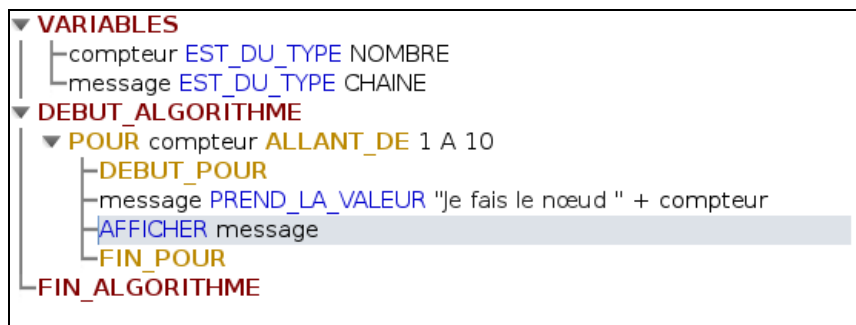 VARIABLES
compteur EST_DU_TYPE NOMBRE
message EST_DU_TYPE CHAINE
DEBUT_ALGORITHME
POUR compteur ALLANT_DE 1 A 10
DEBUT_POUR
message PREND_LA_VALEUR "Je fais le nœud " + compteur
AFFICHER message
FIN_POUR
FIN_ALGORITHME